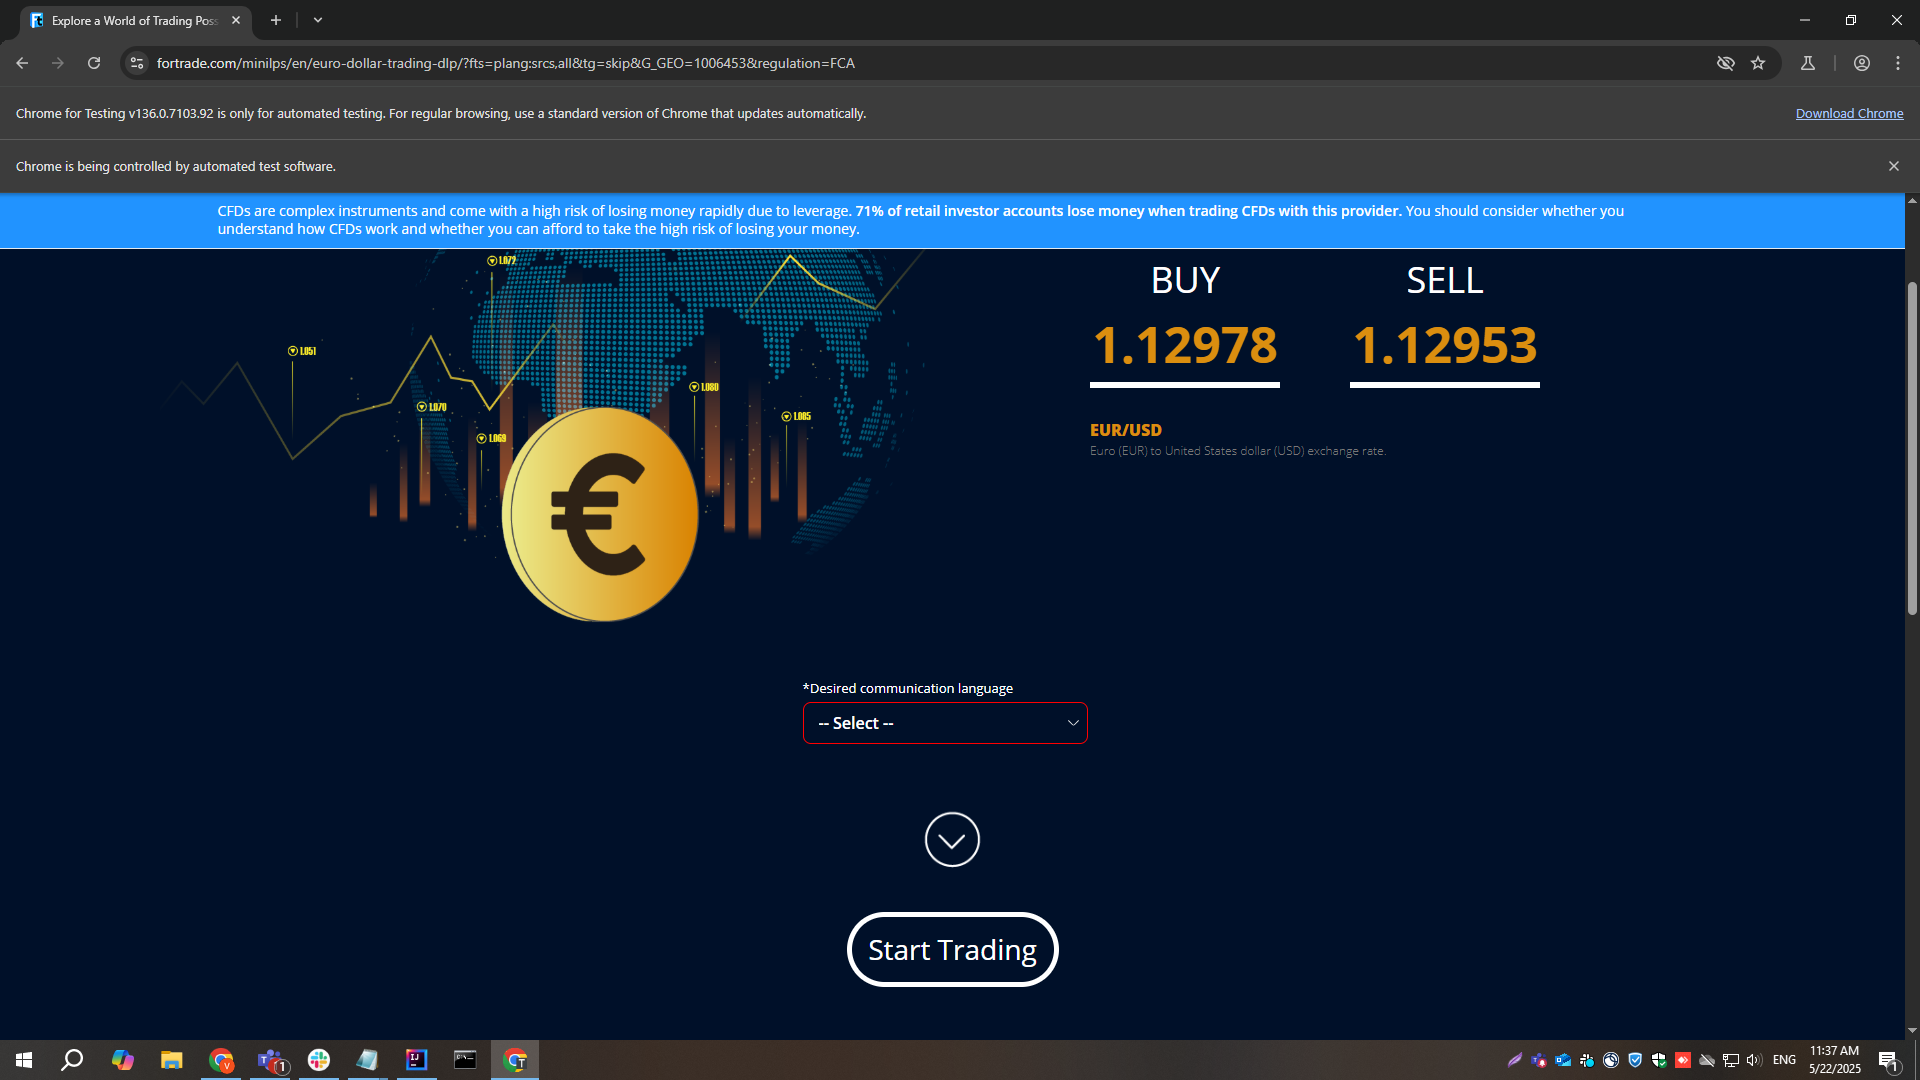 Explore a World of Trading Poss
fortrade.com/minilps/en/euro-dollar-trading-dlp/?fts=plang:srcs,all&tg=skip&G_GEO=1006453&regulation=FCA
Chrome for Testing v136.0.7103.92 is only for automated testing. For regular browsing, use a standard version of Chrome that updates automatically.
Download Chrome
Chrome is being controlled by automated test software.
CFDs are complex instruments and come with a high risk of losing money rapidly due to leverage. 71% of retail investor accounts lose money when trading CFDs with this provider. You should consider whether you
understand how CFDs work and whether you can afford to take the high risk of losing your money.
1.072
1.051
1.080
1.070
1.085
1.069
€
BUY
SELL
1.12978
1.12953
EUR/USD
Euro (EUR) to United States dollar (USD) exchange rate.
*Desired communication language
-- Select --
Start Trading
ENG
11:37 AM
5/22/2025